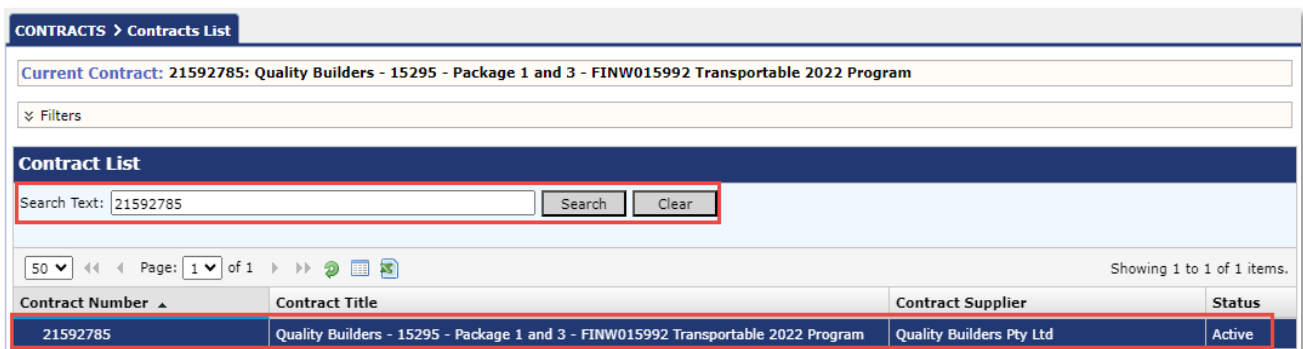 CONTRACTS > Contracts List
Current Contract: 21592785: Quality Builders - 15295 - Package 1 and 3 - FINW015992 Transportable 2022 Program
Filters
Contract List
Search Text: 21592785 Search Clear
50 Page: 1 of 1 Showing 1 to 1 of 1 items.
Contract Number Contract Title Contract Supplier Status
21592785 Quality Builders - 15295 - Package 1 and 3 - FINW015992 Transportable 2022 Program Quality Builders Pty Ltd Active